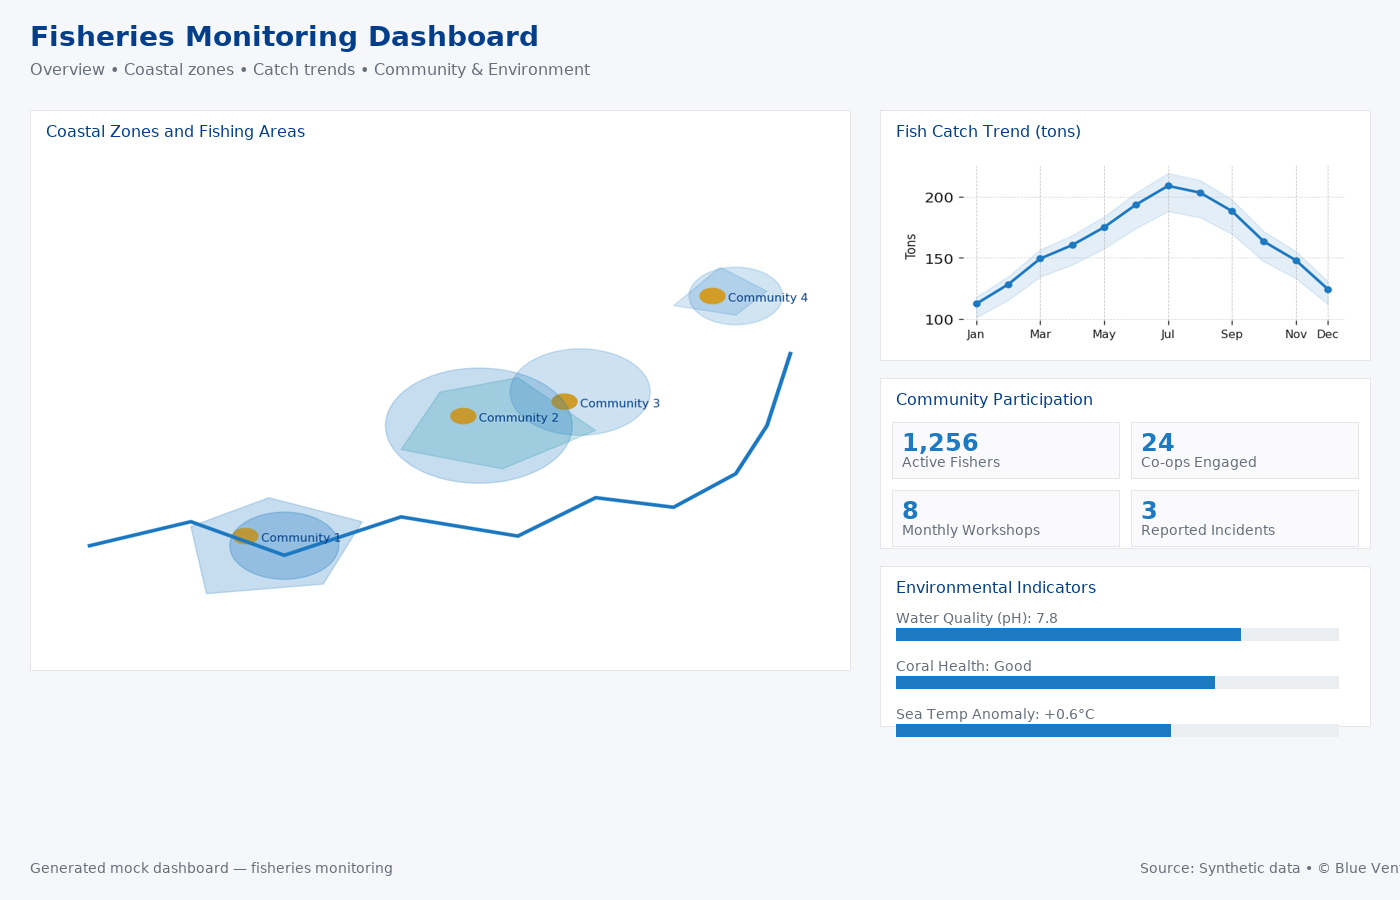 Fisheries Monitoring Dashboard
Overview • Coastal zones • Catch trends • Community & Environment
Coastal Zones and Fishing Areas
Community 4
Community 3
Community 2
Community 1
Fish Catch Trend (tons)
Tons
200
150
100
Jan Mar May Jul Sep Nov Dec
Community Participation
1,256
Active Fishers
24
Co-ops Engaged
8
Monthly Workshops
3
Reported Incidents
Environmental Indicators
Water Quality (pH): 7.8
Coral Health: Good
Sea Temp Anomaly: +0.6°C
Generated mock dashboard — fisheries monitoring
Source: Synthetic data • © Blue